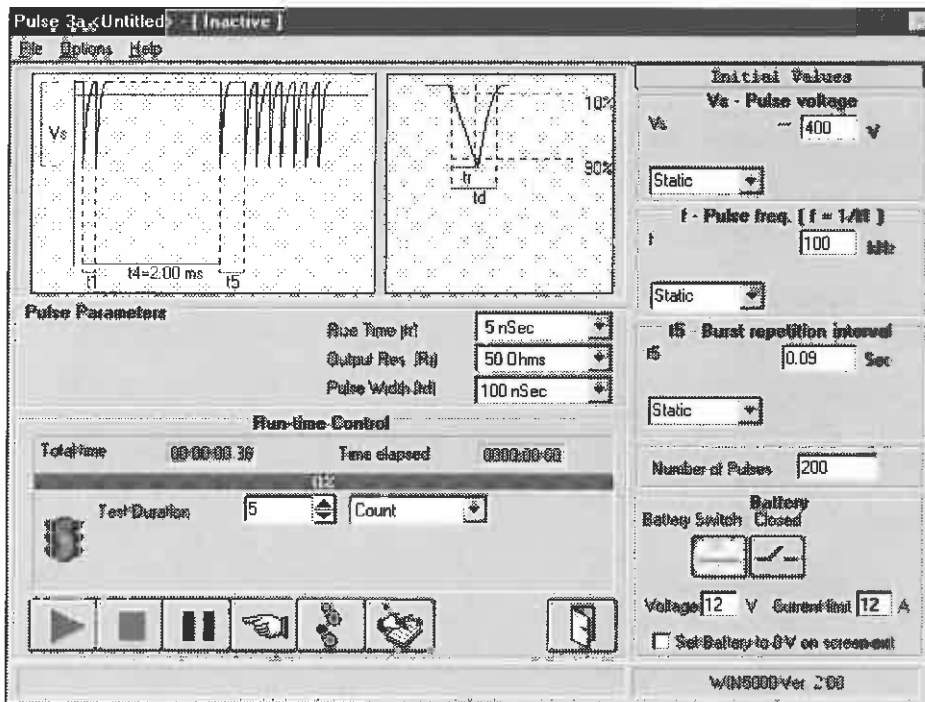 Pulse 3a <Untitled> - [ Inactive ]
File Options Help
Vs
t4=2.00 ms
t1
t5
10%
90%
tr
td
Initial Values
Vs - Pulse voltage
Vs
- 400 V
Static
f - Pulse freq. ( f = 1/t1 )
f
100 kHz
Static
t5 - Burst repetition interval
t5
0.09 Sec
Static
Number of Pulses 200
Battery
Battery Switch Closed
Voltage 12 V Current limit 12 A
Set Battery to 0 V on screen exit
Pulse Parameters
Rise Time (tr) 5 nSec
Output Res. (Ri) 50 Ohms
Pulse Width (td) 100 nSec
Run-time Control
Total time 00:00:00.36 Time elapsed 0000:00:00
0%
Test Duration 5 Count
WIN5000 Ver. 2.00